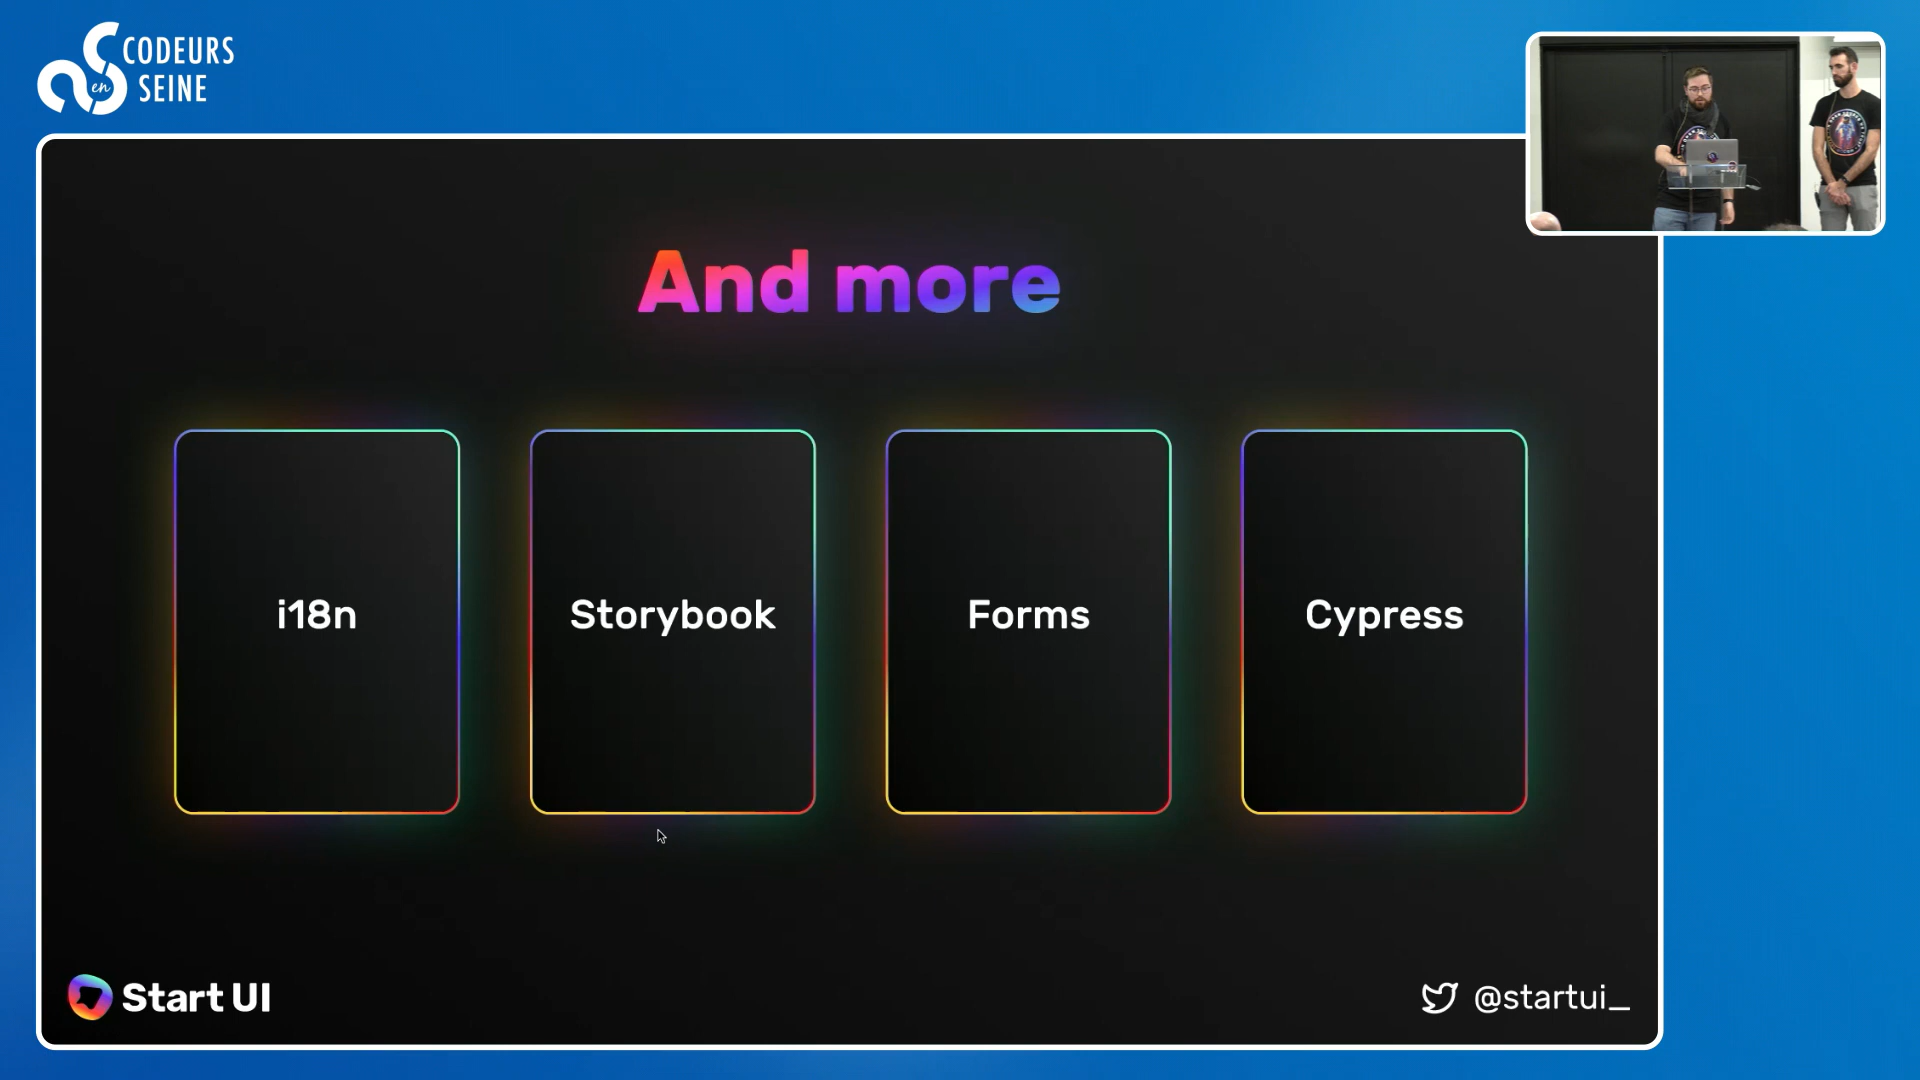 CODEURS
en
SEINE
And more
i18n
Storybook
Forms
Cypress
Start UI
@startui_